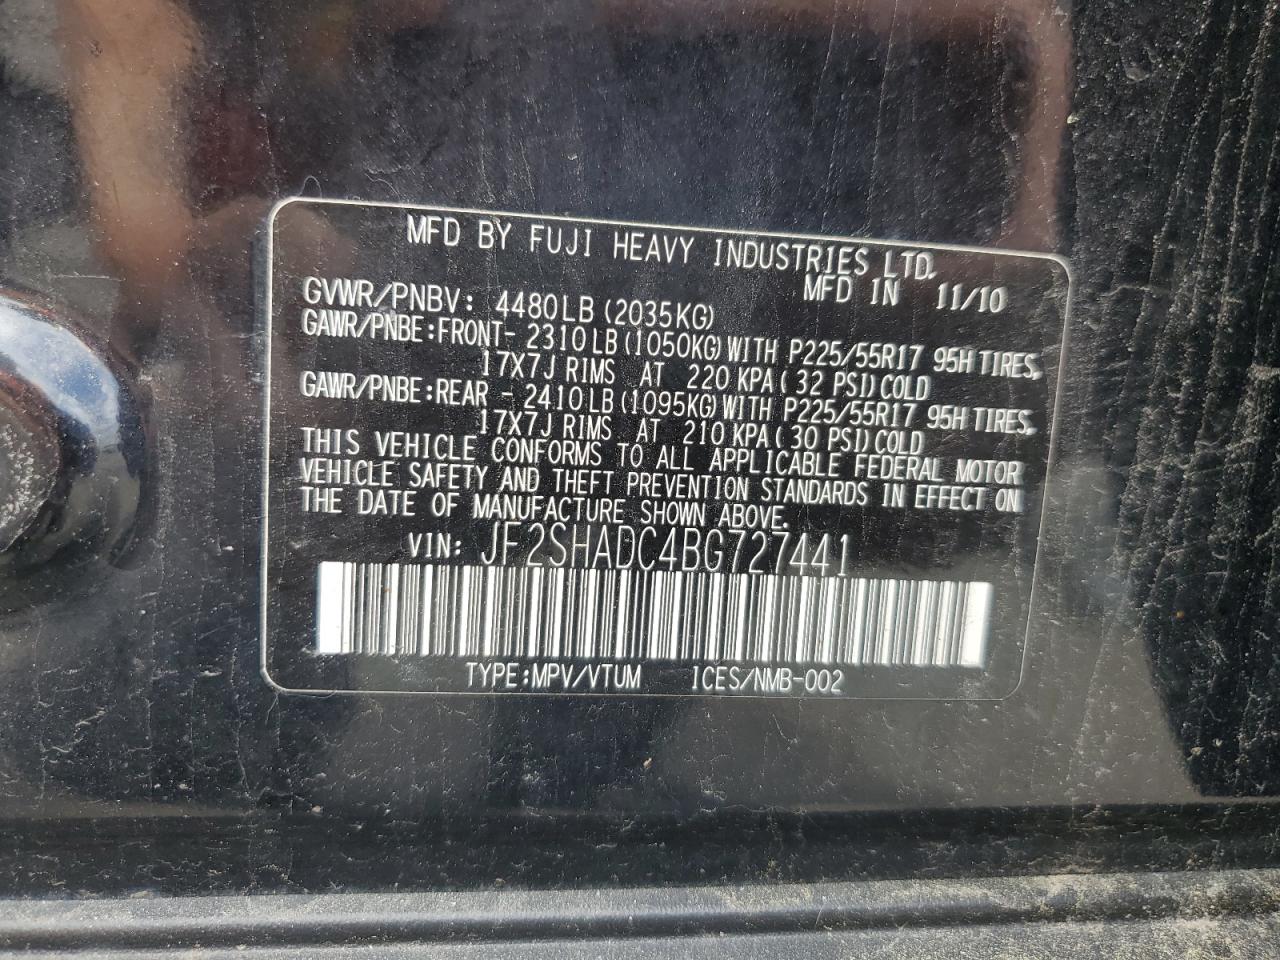 MFD BY FUJI HEAVY INDUSTRIES LTD.
MFD IN 11/10
GVWR/PNBV: 4480LB (2035KG)
GAWR/PNBE:FRONT- 2310LB (1050KG) WITH P225/55R17 95H TIRES,
17X7J RIMS AT 220 KPA ( 32 PSI) COLD
GAWR/PNBE:REAR - 2410LB (1095KG) WITH P225/55R17 95H TIRES,
17X7J RIMS AT 210 KPA ( 30 PSI) COLD
THIS VEHICLE CONFORMS TO ALL APPLICABLE FEDERAL MOTOR
VEHICLE SAFETY AND THEFT PREVENTION STANDARDS IN EFFECT ON
THE DATE OF MANUFACTURE SHOWN ABOVE.
VIN: JF2SHADC4BG727441
TYPE:MPV/VTUM ICES/NMB-002